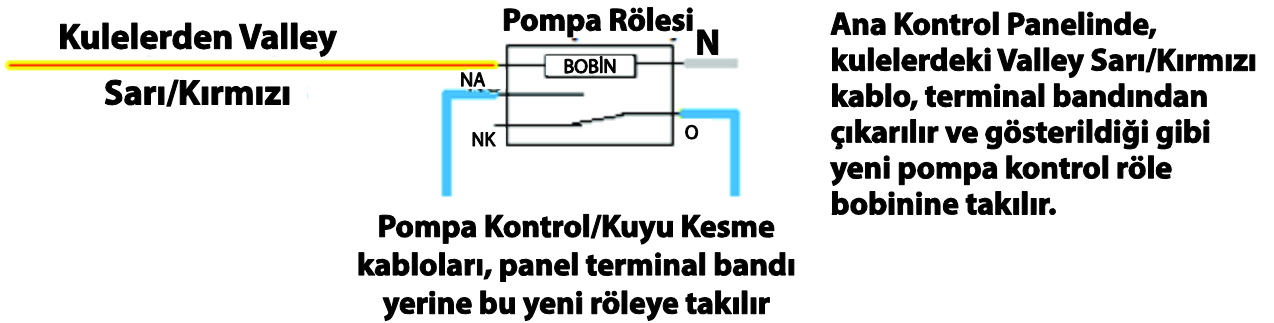 Kulelerden Valley
Sarı/Kırmızı
Pompa Rölesi
N
BOBİN
NA
NK
O
Pompa Kontrol/Kuyu Kesme
kabloları, panel terminal bandı
yerine bu yeni röleye takılır
Ana Kontrol Panelinde,
kulelerdeki Valley Sarı/Kırmızı
kablo, terminal bandından
çıkarılır ve gösterildiği gibi
yeni pompa kontrol röle
bobinine takılır.